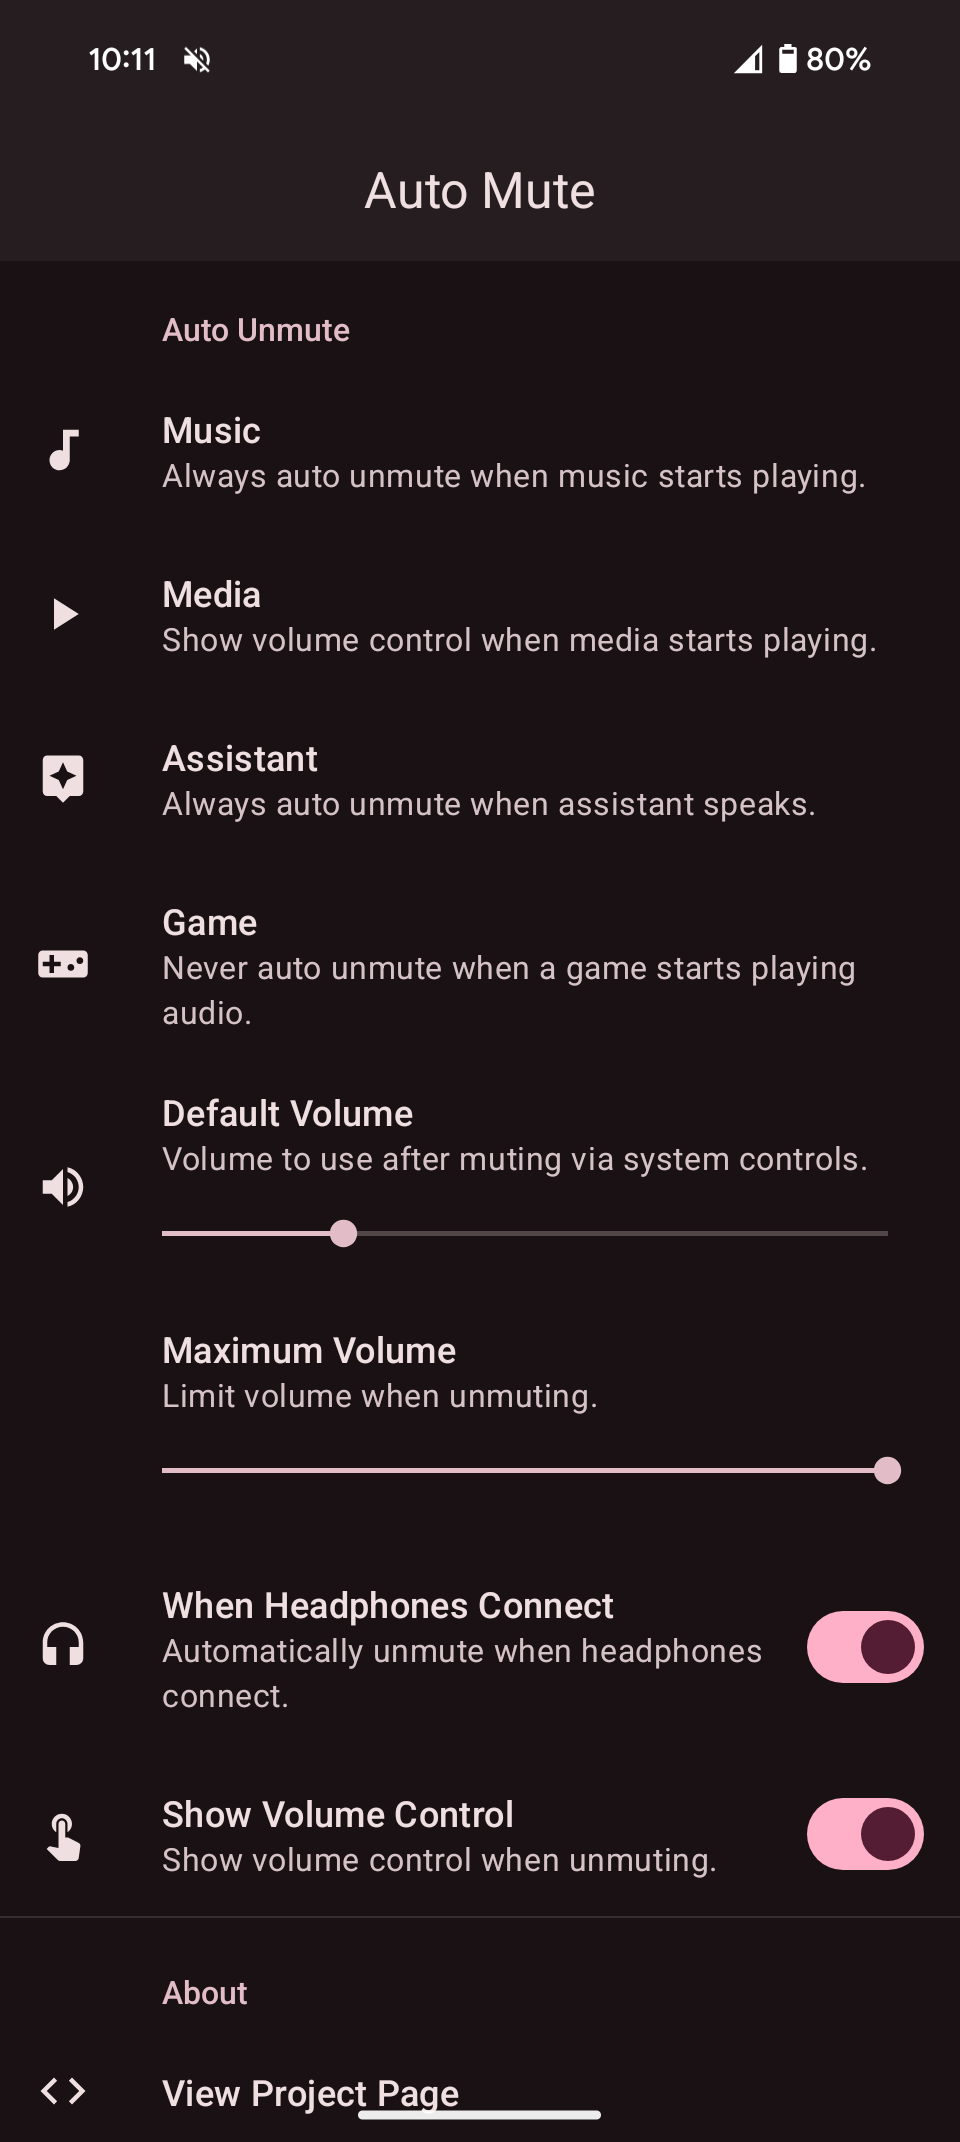 10:11
80%
Auto Mute
Auto Unmute
Music
Always auto unmute when music starts playing.
Media
Show volume control when media starts playing.
Assistant
Always auto unmute when assistant speaks.
Game
Never auto unmute when a game starts playing
audio.
Default Volume
Volume to use after muting via system controls.
Maximum Volume
Limit volume when unmuting.
When Headphones Connect
Automatically unmute when headphones
connect.
Show Volume Control
Show volume control when unmuting.
About
View Project Page